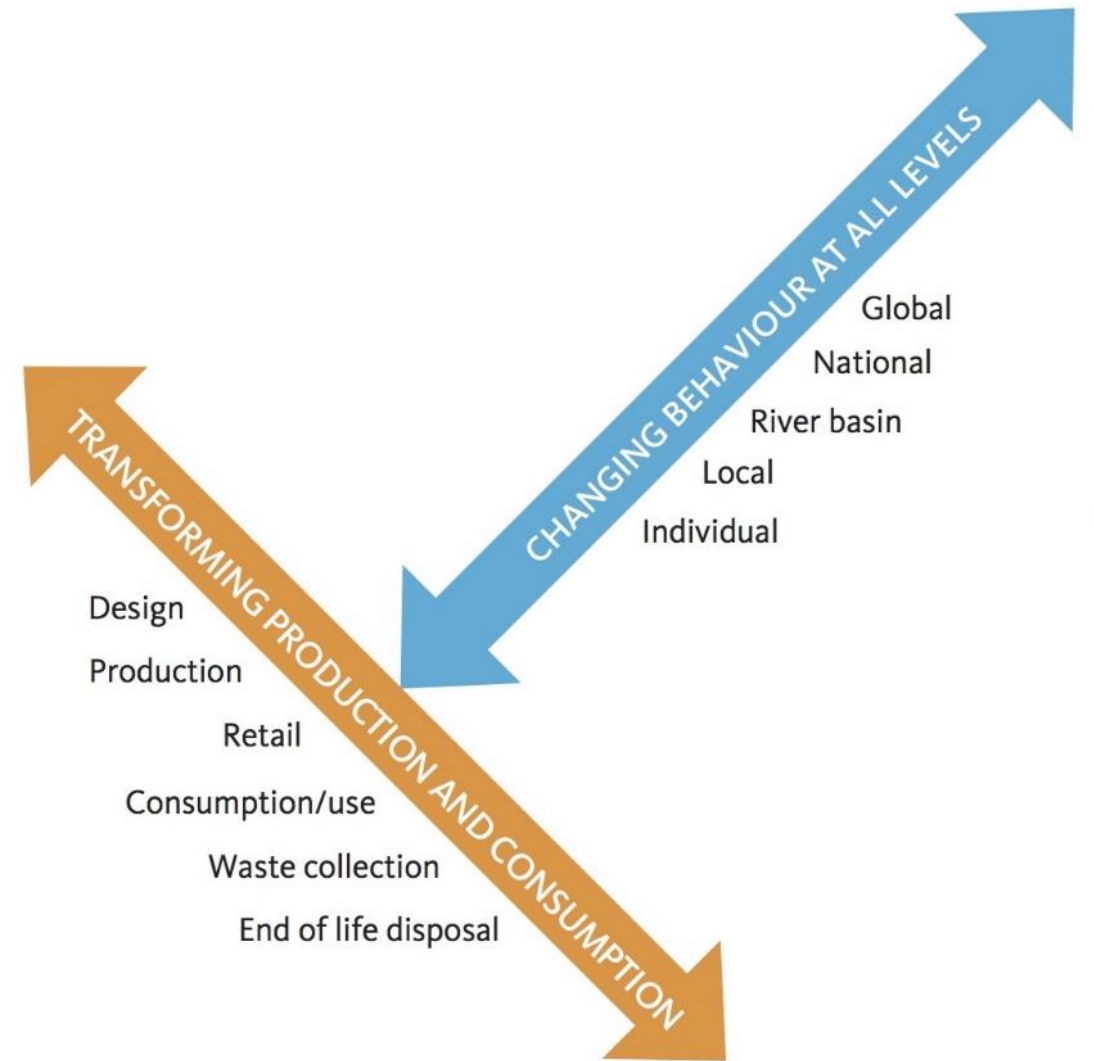 CHANGING BEHAVIOUR AT ALL LEVELS
Global
National
River basin
Local
Individual
TRANSFORMING PRODUCTION AND CONSUMPTION
Design
Production
Retail
Consumption/use
Waste collection
End of life disposal